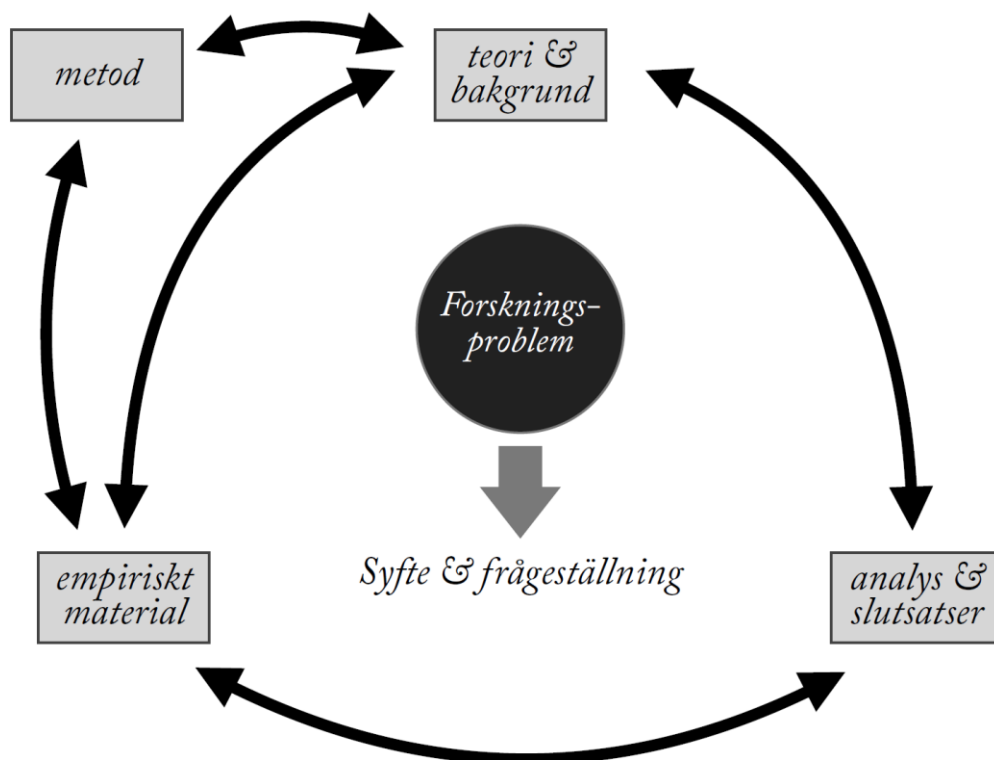 metod
teori &
bakgrund
Forsknings-
problem
Syfte & frågeställning
empiriskt
material
analys &
slutsatser